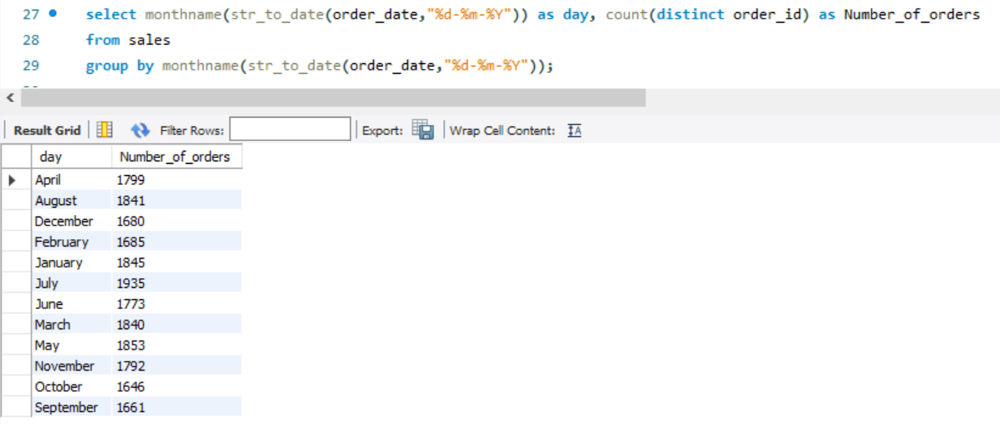 27 select monthname(str_to_date(order_date,"%d-%m-%Y")) as day, count(distinct order_id) as Number_of_orders
28 from sales
29 group by monthname(str_to_date(order_date,"%d-%m-%Y"));
Result Grid Filter Rows: Export: Wrap Cell Content: IA
day Number_of_orders
April 1799
August 1841
December 1680
February 1685
January 1845
July 1935
June 1773
March 1840
May 1853
November 1792
October 1646
September 1661